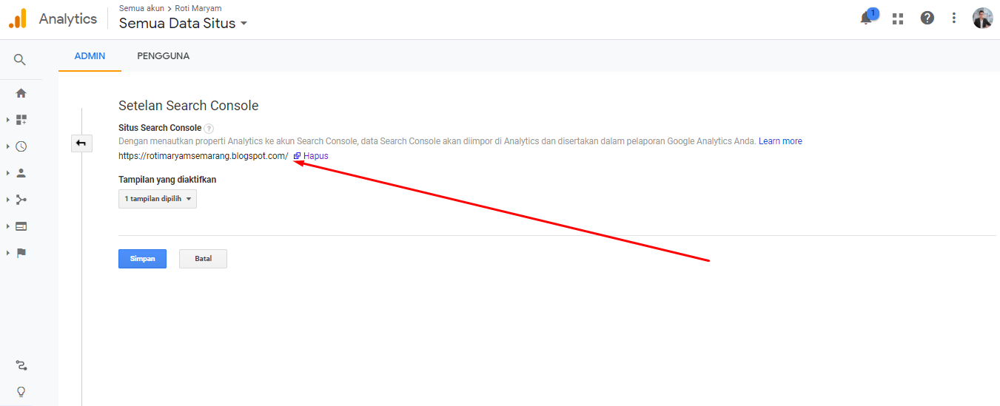 Analytics
Semua akun > Roti Maryam
Semua Data Situs
1
ADMIN
PENGGUNA
Setelan Search Console
Situs Search Console ?
Dengan menautkan properti Analytics ke akun Search Console, data Search Console akan diimpor di Analytics dan disertakan dalam pelaporan Google Analytics Anda. Learn more
https://rotimaryamsemarang.blogspot.com/ Hapus
Tampilan yang diaktifkan
1 tampilan dipilih
Simpan
Batal